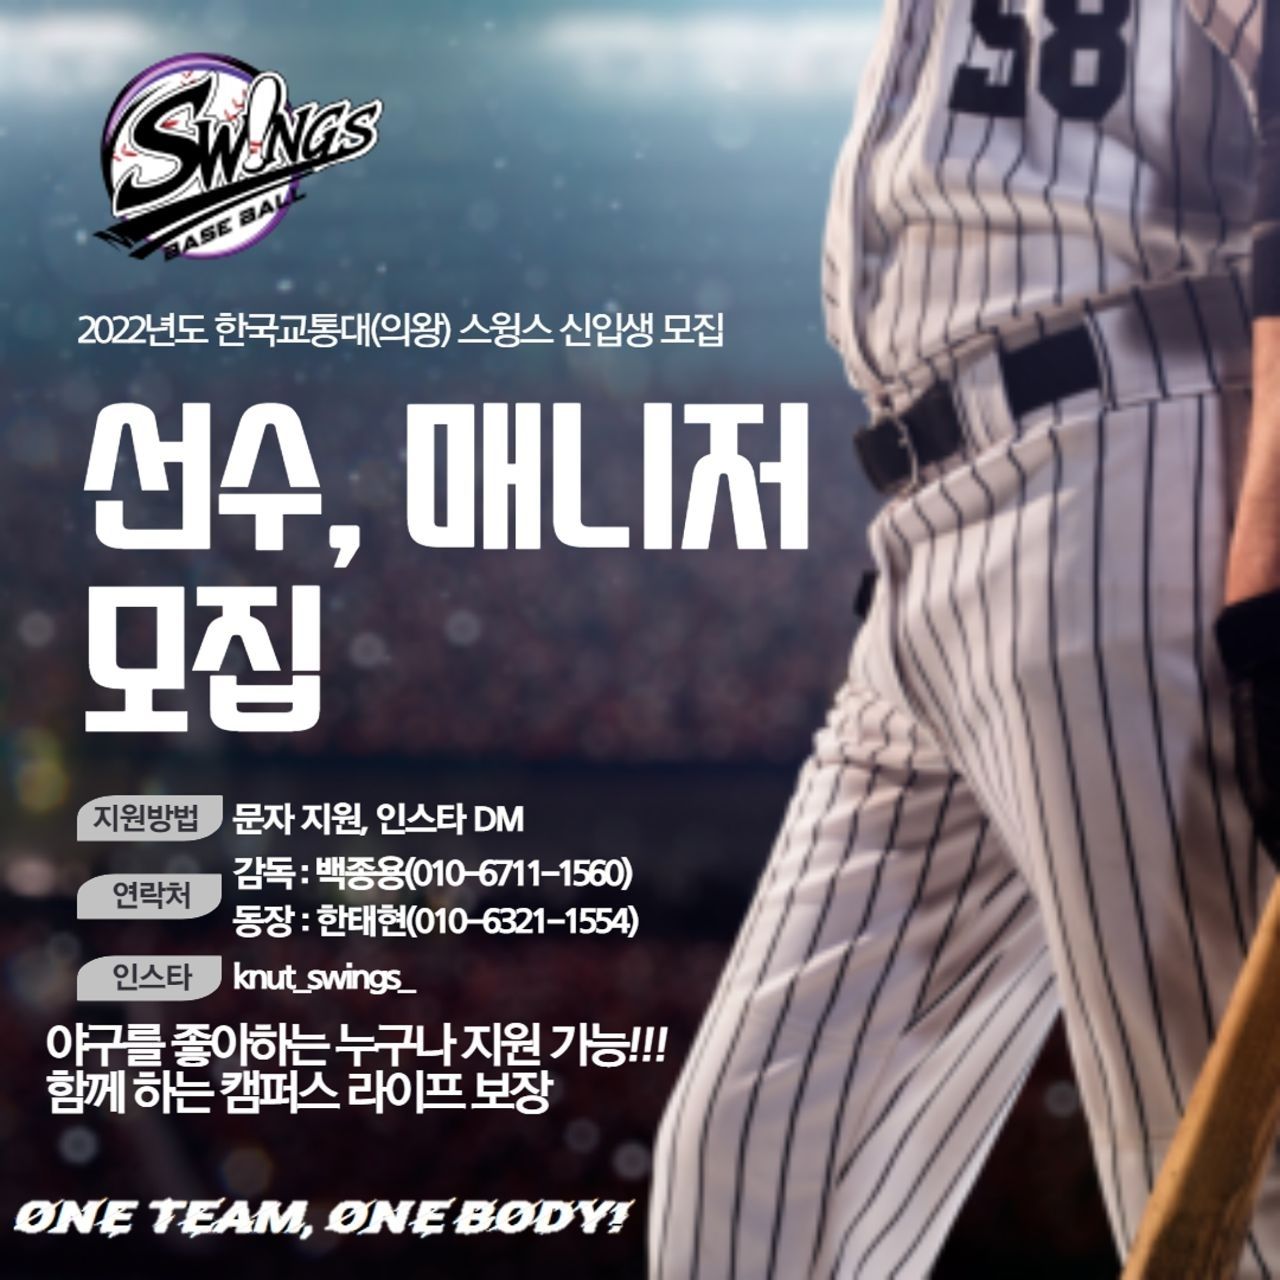 SW!NGS
BASE BALL
58
2022년도 한국교통대(의왕) 스윙스 신입생 모집
선수, 매니저
모집
지원방법 문자 지원, 인스타 DM
연락처 감독 : 백종용(010-6711-1560)
동장 : 한태현(010-6321-1554)
인스타 knut_swings_
야구를 좋아하는 누구나 지원 가능!!!
함께 하는 캠퍼스 라이프 보장
ONE TEAM, ONE BODY!